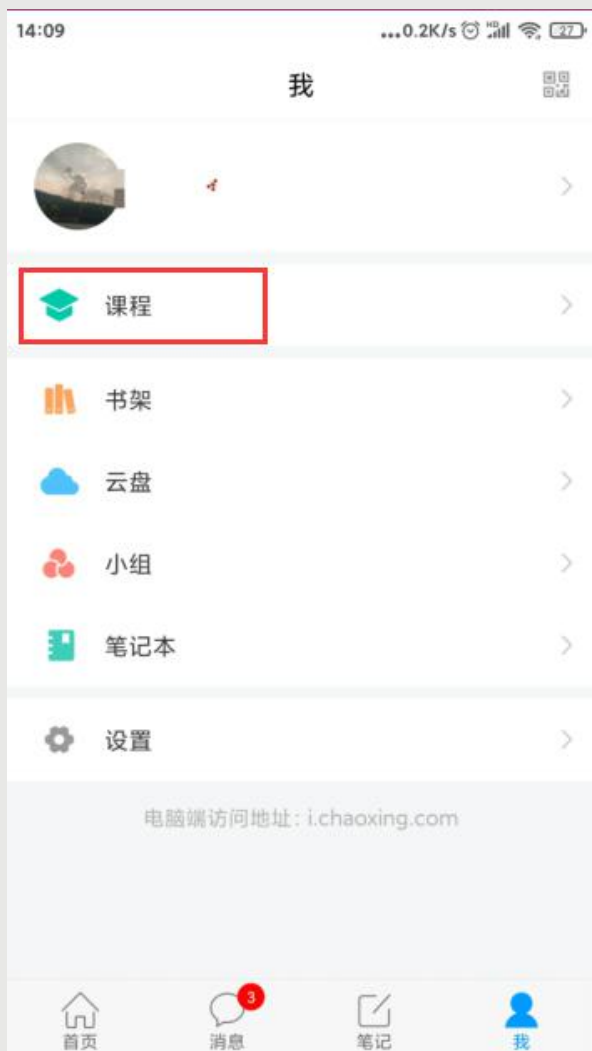 14:09
...0.2K/s HD 27
我
课程
书架
云盘
小组
笔记本
设置
电脑端访问地址：i.chaoxing.com
3
首页 消息 笔记 我